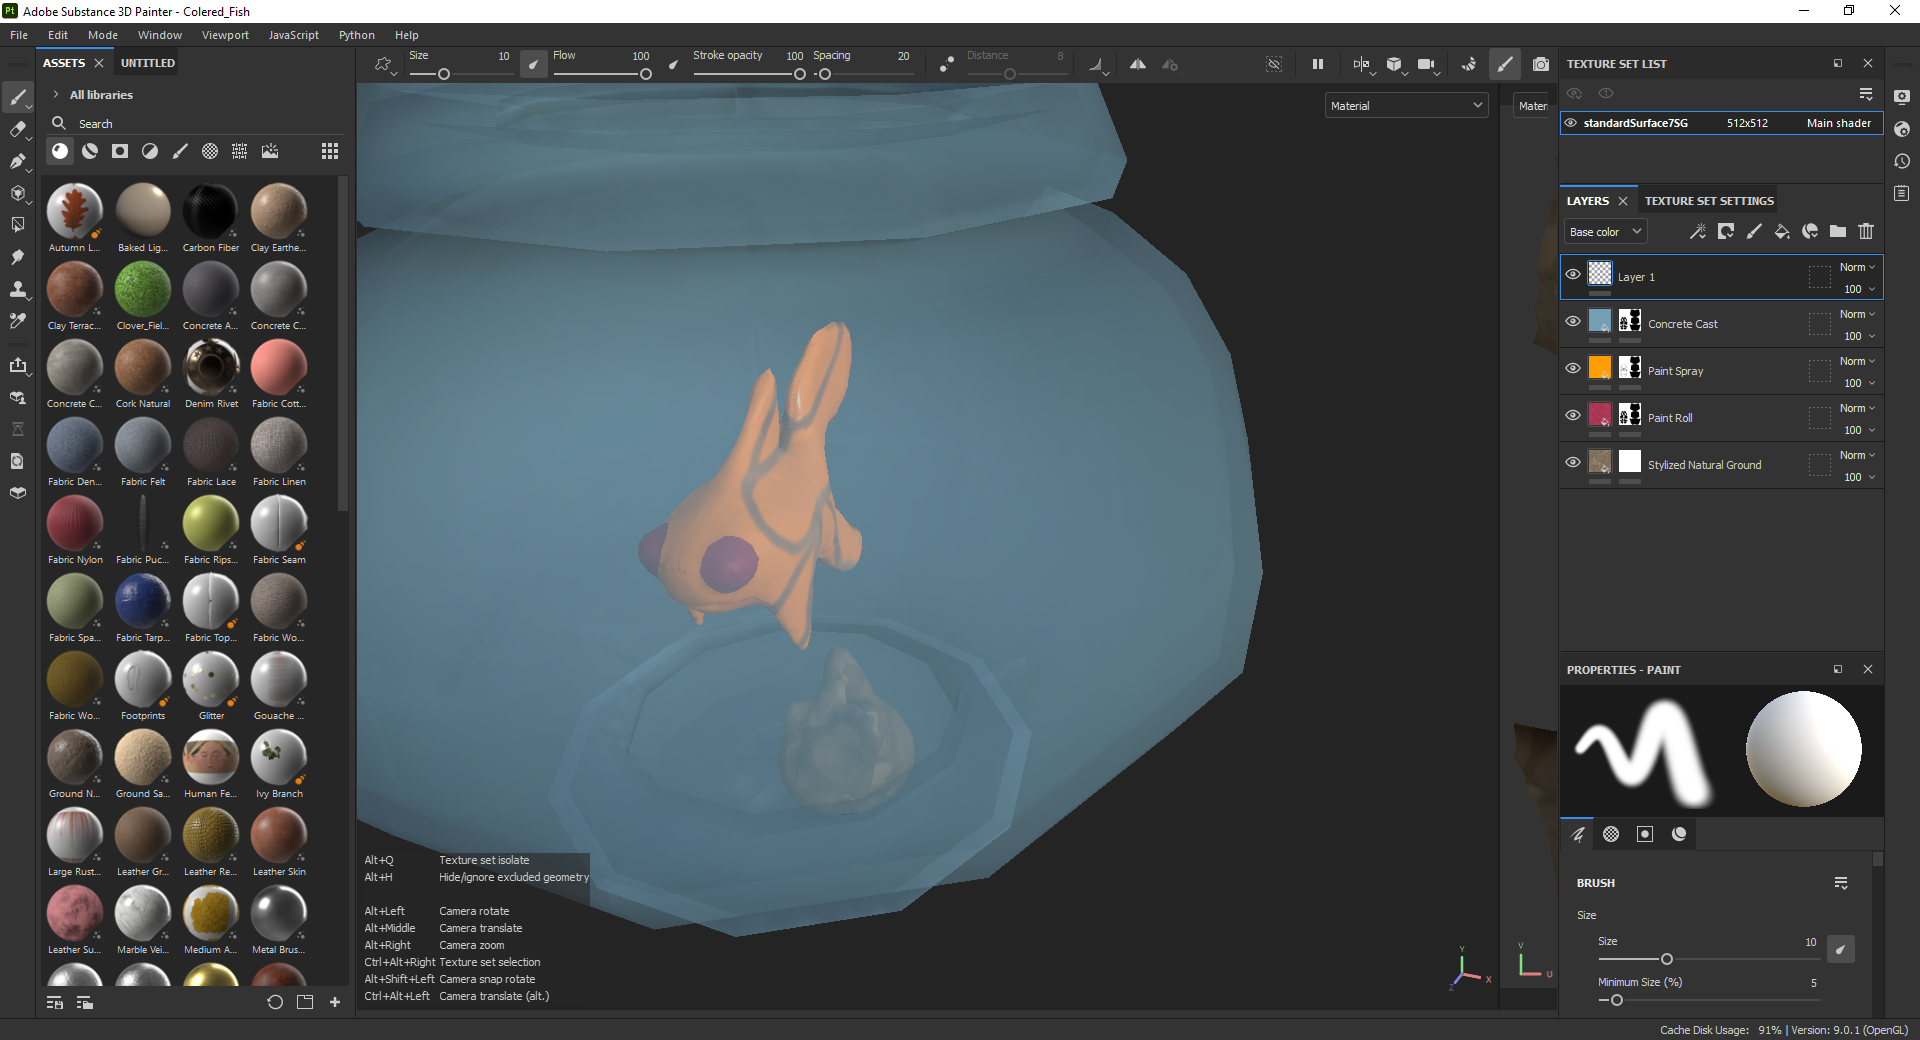 Pt Adobe Substance 3D Painter - Colered_Fish
File Edit Mode Window Viewport JavaScript Python Help
ASSETS UNTITLED
Size 10 Flow 100 Stroke opacity 100 Spacing 20 Distance 8
All libraries
Search
Autumn L... Baked Lig... Carbon Fiber Clay Earthe...
Clay Terrac... Clover_Fiel... Concrete A... Concrete C...
Concrete C... Cork Natural Denim Rivet Fabric Cott...
Fabric Den... Fabric Felt Fabric Lace Fabric Linen
Fabric Nylon Fabric Puc... Fabric Rips... Fabric Seam
Fabric Spa... Fabric Tarp... Fabric Top... Fabric Wo...
Fabric Wo... Footprints Glitter Gouache ...
Ground N... Ground Sa... Human Fe... Ivy Branch
Large Rust... Leather Gr... Leather Re... Leather Skin
Leather Su... Marble Vei... Medium A... Metal Brus...
Material
Mater
Alt+Q Texture set isolate
Alt+H Hide/ignore excluded geometry
Alt+Left Camera rotate
Alt+Middle Camera translate
Alt+Right Camera zoom
Ctrl+Alt+Right Texture set selection
Alt+Shift+Left Camera snap rotate
Ctrl+Alt+Left Camera translate (alt.)
Y
X
Z
V
U
TEXTURE SET LIST
standardSurface7SG 512x512 Main shader
LAYERS TEXTURE SET SETTINGS
Base color
Layer 1 Norm
100
Concrete Cast Norm
100
Paint Spray Norm
100
Paint Roll Norm
100
Stylized Natural Ground Norm
100
PROPERTIES - PAINT
BRUSH
Size
Size 10
Minimum Size (%) 5
Cache Disk Usage: 91% | Version: 9.0.1 (OpenGL)